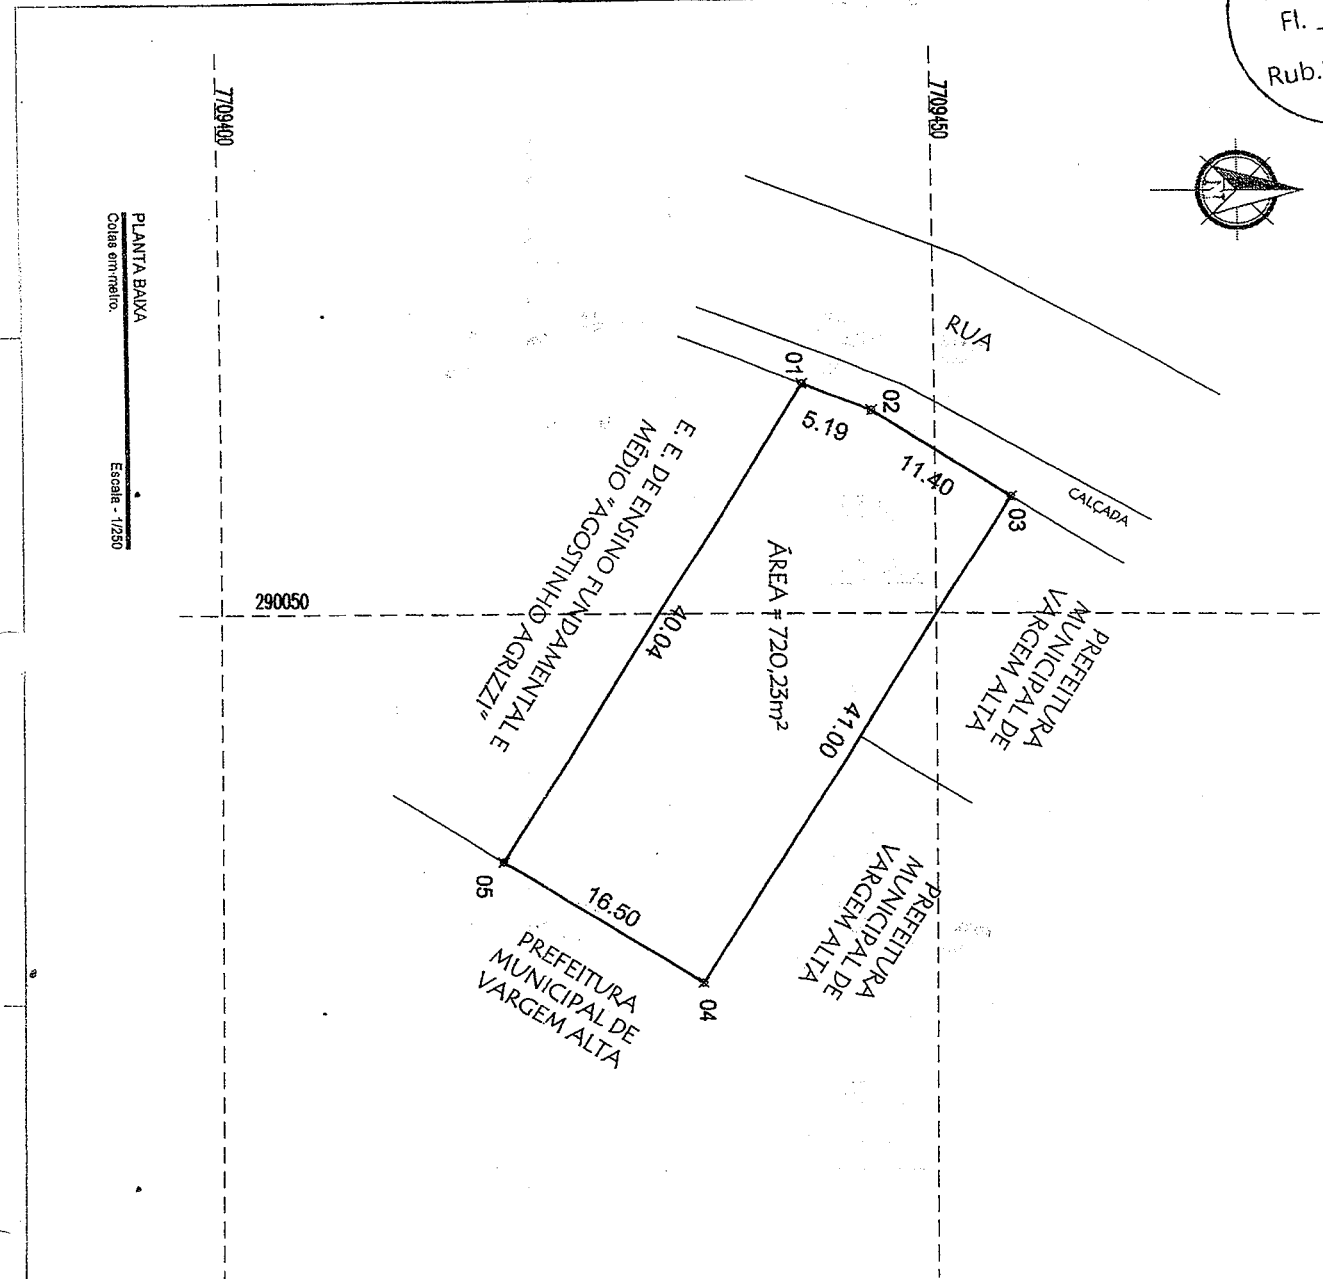 Fl.
Rub.
7709400
7709450
N
PLANTA BAIXA
Cotas em metro.
Escala - 1/250
RUA
CALÇADA
01
02
03
5.19
11.40
E. E. DE ENSINO FUNDAMENTAL E
MÉDIO "AGOSTINHO AGRIZZI"
ÁREA = 720,23m²
290050
40.04
41.00
PREFEITURA
MUNICIPAL DE
VARGEM ALTA
PREFEITURA
MUNICIPAL DE
VARGEM ALTA
05
16.50
04
PREFEITURA
MUNICIPAL DE
VARGEM ALTA